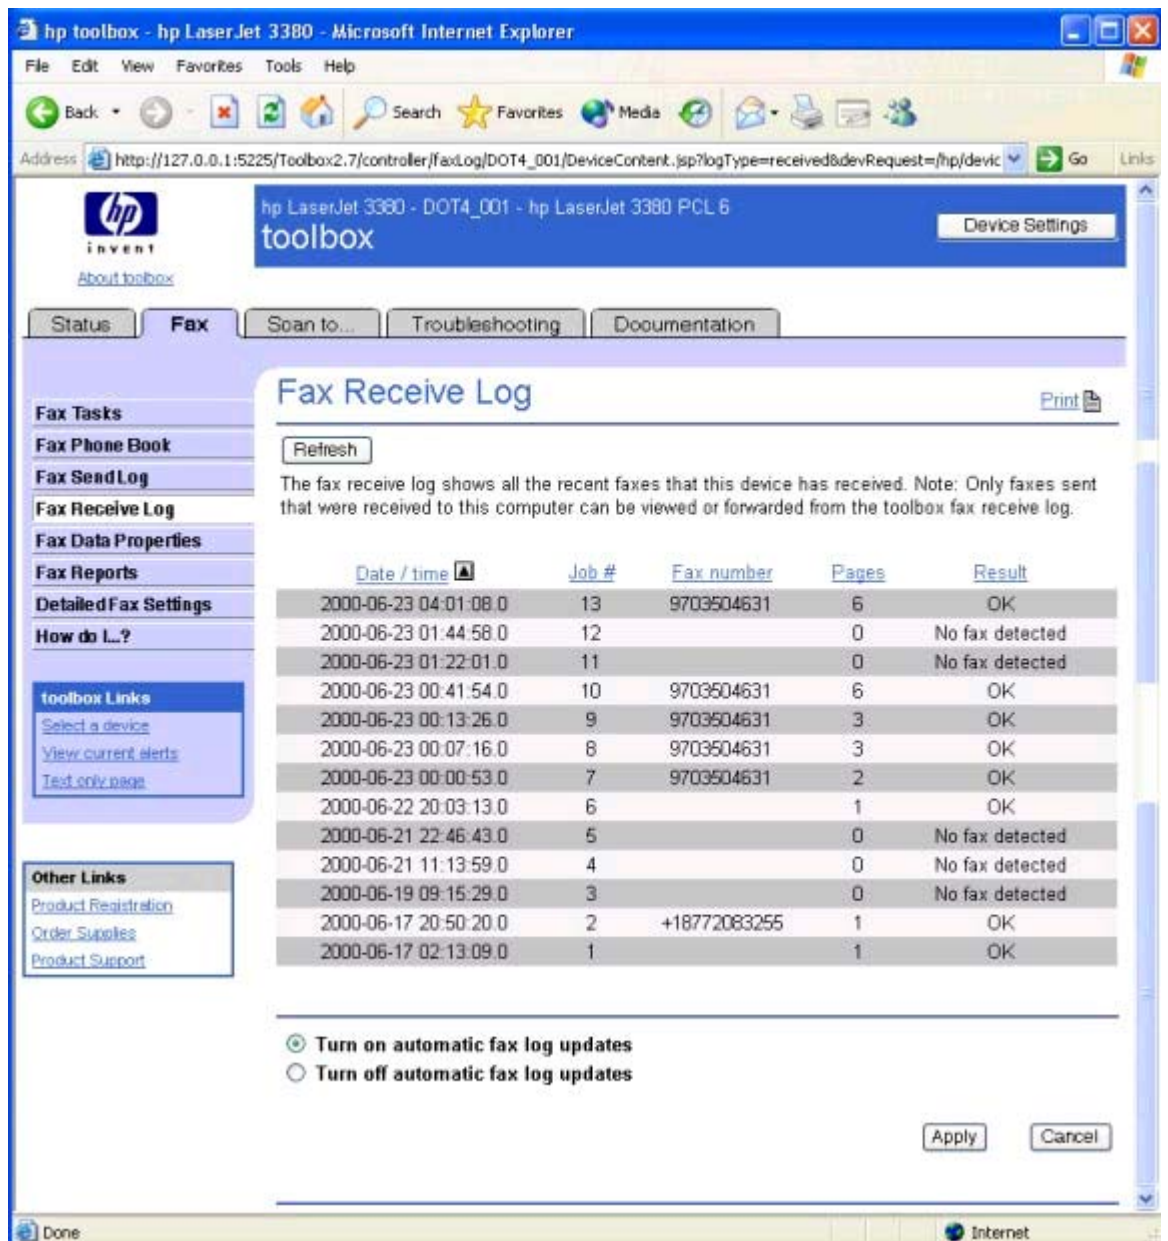 hp toolbox - hp LaserJet 3380 - Microsoft Internet Explorer
File Edit View Favorites Tools Help
Back Search Favorites Media
Address http://127.0.0.1:5225/Toolbox2.7/controller/faxLog/DOT4_001/DeviceContent.jsp?logType=received&devRequest=/hp/devic Go Links
hp
invent
About toolbox
hp LaserJet 3380 - DOT4_001 - hp LaserJet 3380 PCL 6
toolbox
Device Settings
Status Fax Scan to... Troubleshooting Documentation
Fax Tasks
Fax Phone Book
Fax Send Log
Fax Receive Log
Fax Data Properties
Fax Reports
Detailed Fax Settings
How do I...?
toolbox Links
Select a device
View current alerts
Text only page
Other Links
Product Registration
Order Supplies
Product Support
Fax Receive Log
Print
Refresh
The fax receive log shows all the recent faxes that this device has received. Note: Only faxes sent
that were received to this computer can be viewed or forwarded from the toolbox fax receive log.
Date / time Job # Fax number Pages Result
2000-06-23 04:01:08.0 13 9703504631 6 OK
2000-06-23 01:44:58.0 12 0 No fax detected
2000-06-23 01:22:01.0 11 0 No fax detected
2000-06-23 00:41:54.0 10 9703504631 6 OK
2000-06-23 00:13:26.0 9 9703504631 3 OK
2000-06-23 00:07:16.0 8 9703504631 3 OK
2000-06-23 00:00:53.0 7 9703504631 2 OK
2000-06-22 20:03:13.0 6 1 OK
2000-06-21 22:46:43.0 5 0 No fax detected
2000-06-21 11:13:59.0 4 0 No fax detected
2000-06-19 09:15:29.0 3 0 No fax detected
2000-06-17 20:50:20.0 2 +18772083255 1 OK
2000-06-17 02:13:09.0 1 1 OK
Turn on automatic fax log updates
Turn off automatic fax log updates
Apply Cancel
Done Internet